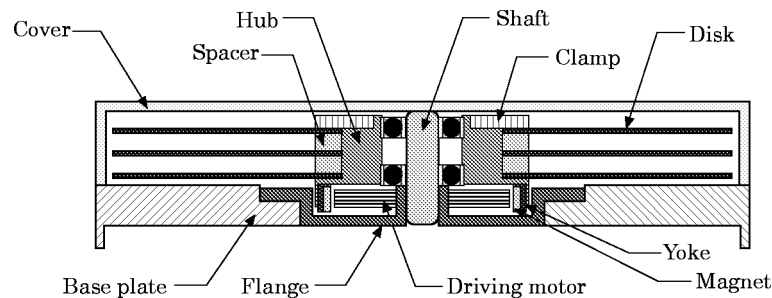 Hub
Shaft
Disk
Cover
Spacer
Clamp
Yoke
Base plate
Flange
Driving motor
Magnet